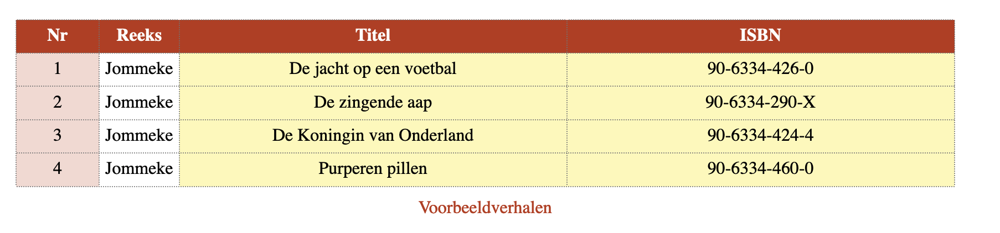 Nr Reeks Titel ISBN
1 Jommeke De jacht op een voetbal 90-6334-426-0
2 Jommeke De zingende aap 90-6334-290-X
3 Jommeke De Koningin van Onderland 90-6334-424-4
4 Jommeke Purperen pillen 90-6334-460-0
Voorbeeldverhalen